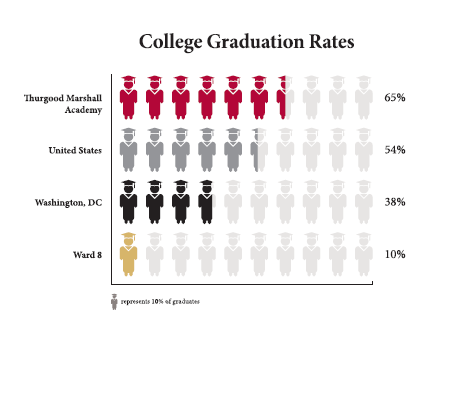 College Graduation Rates
Thurgood Marshall
Academy
65%
United States
54%
Washington, DC
38%
Ward 8
10%
represents 10% of graduates